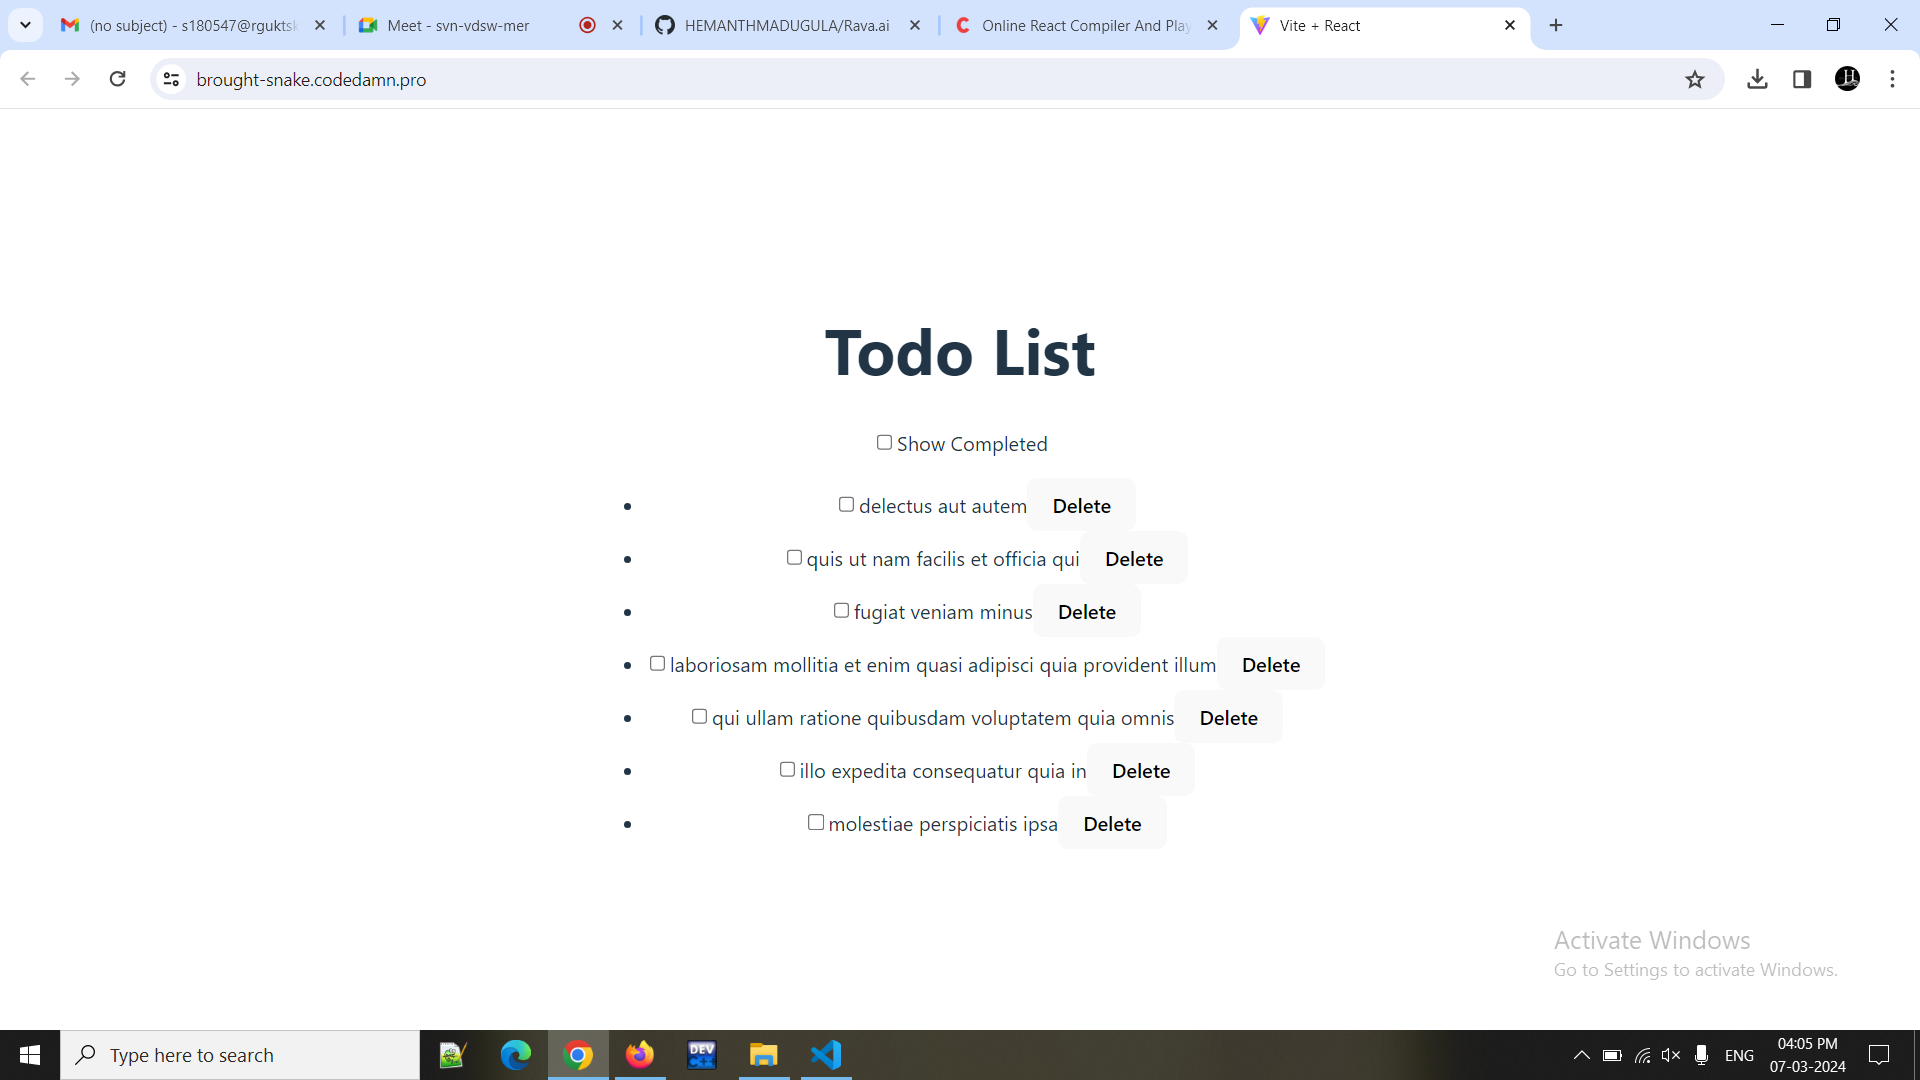 (no subject) - s180547@rguktsk
Meet - svn-vdsw-mer
HEMANTHMADUGULA/Rava.ai
Online React Compiler And Play
Vite + React
brought-snake.codedamn.pro
Todo List
Show Completed
delectus aut autem Delete
quis ut nam facilis et officia qui Delete
fugiat veniam minus Delete
laboriosam mollitia et enim quasi adipisci quia provident illum Delete
qui ullam ratione quibusdam voluptatem quia omnis Delete
illo expedita consequatur quia in Delete
molestiae perspiciatis ipsa Delete
Activate Windows
Go to Settings to activate Windows.
Type here to search
DEV C++
ENG
04:05 PM
07-03-2024